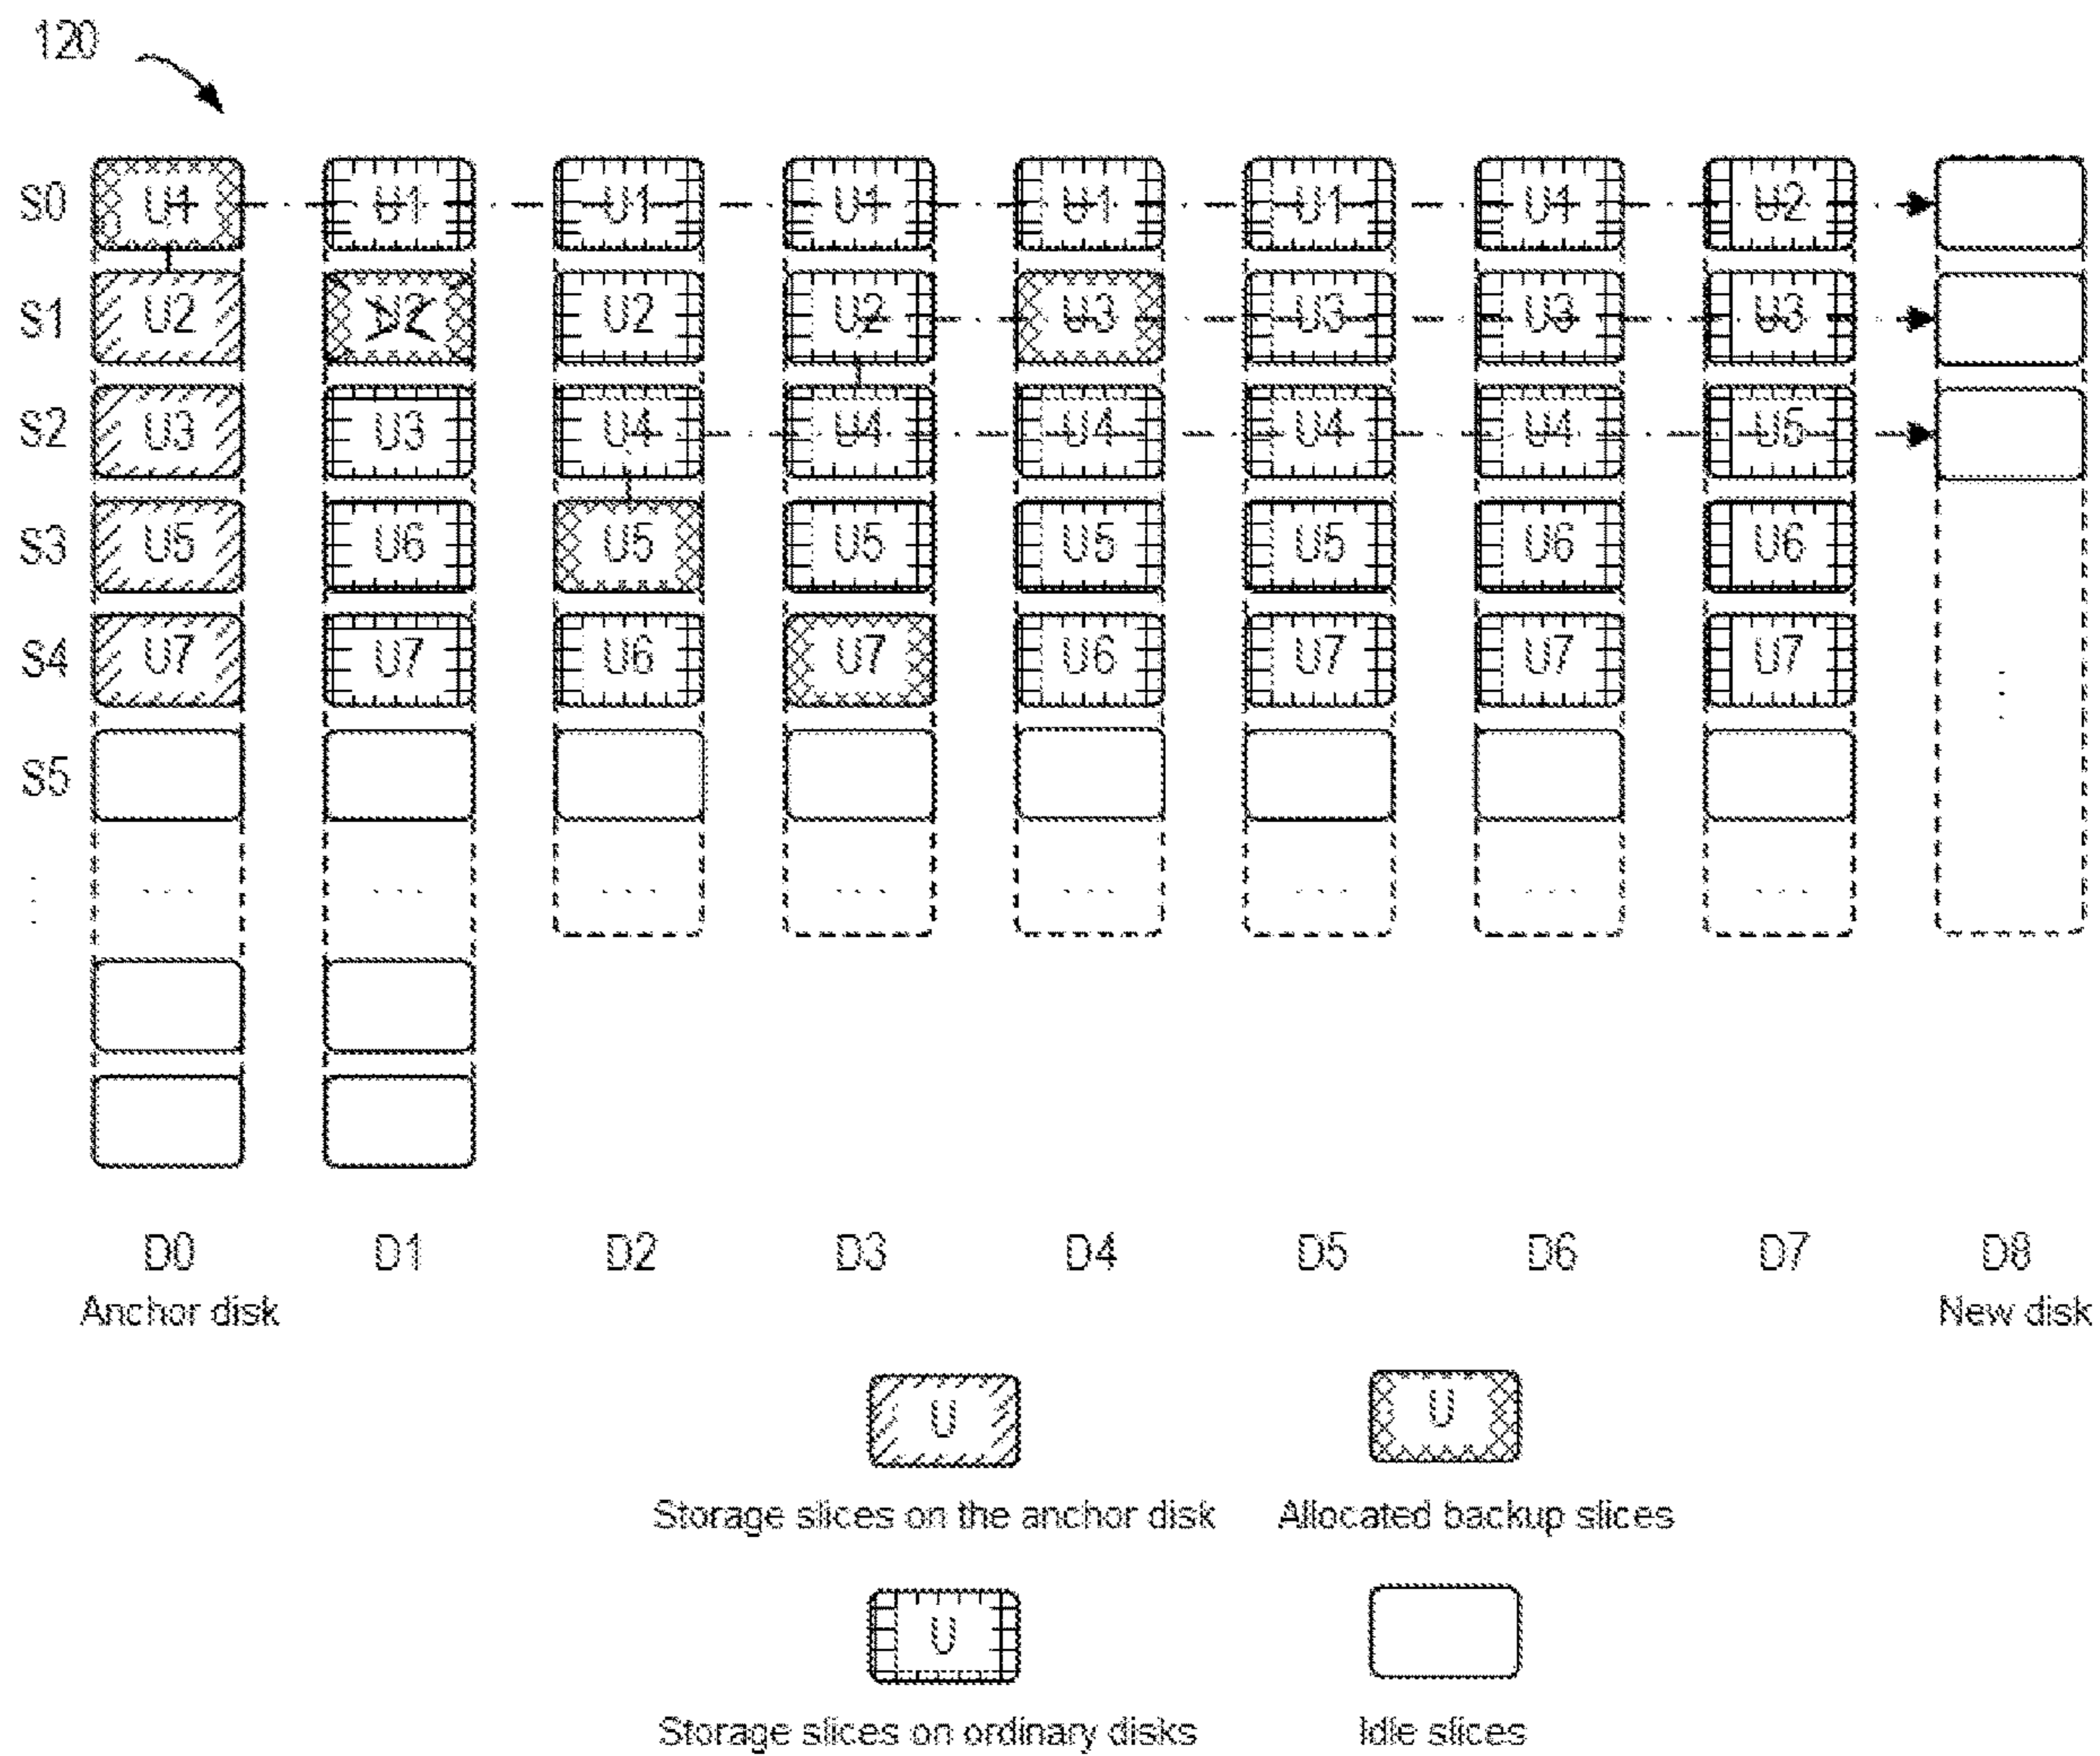 120
S0 U1 U1 U1 U1 U1 U1 U1 U2
S1 U2 U2 U2 U2 U3 U3 U3 U3
S2 U3 U3 U4 U4 U4 U4 U4 U5
S3 U5 U6 U5 U5 U5 U5 U6 U6
S4 U7 U7 U6 U7 U6 U7 U7 U7
S5
D0 D1 D2 D3 D4 D5 D6 D7 D8
Anchor disk New disk
U U
Storage slices on the anchor disk Allocated backup slices
U
Storage slices on ordinary disks Idle slices